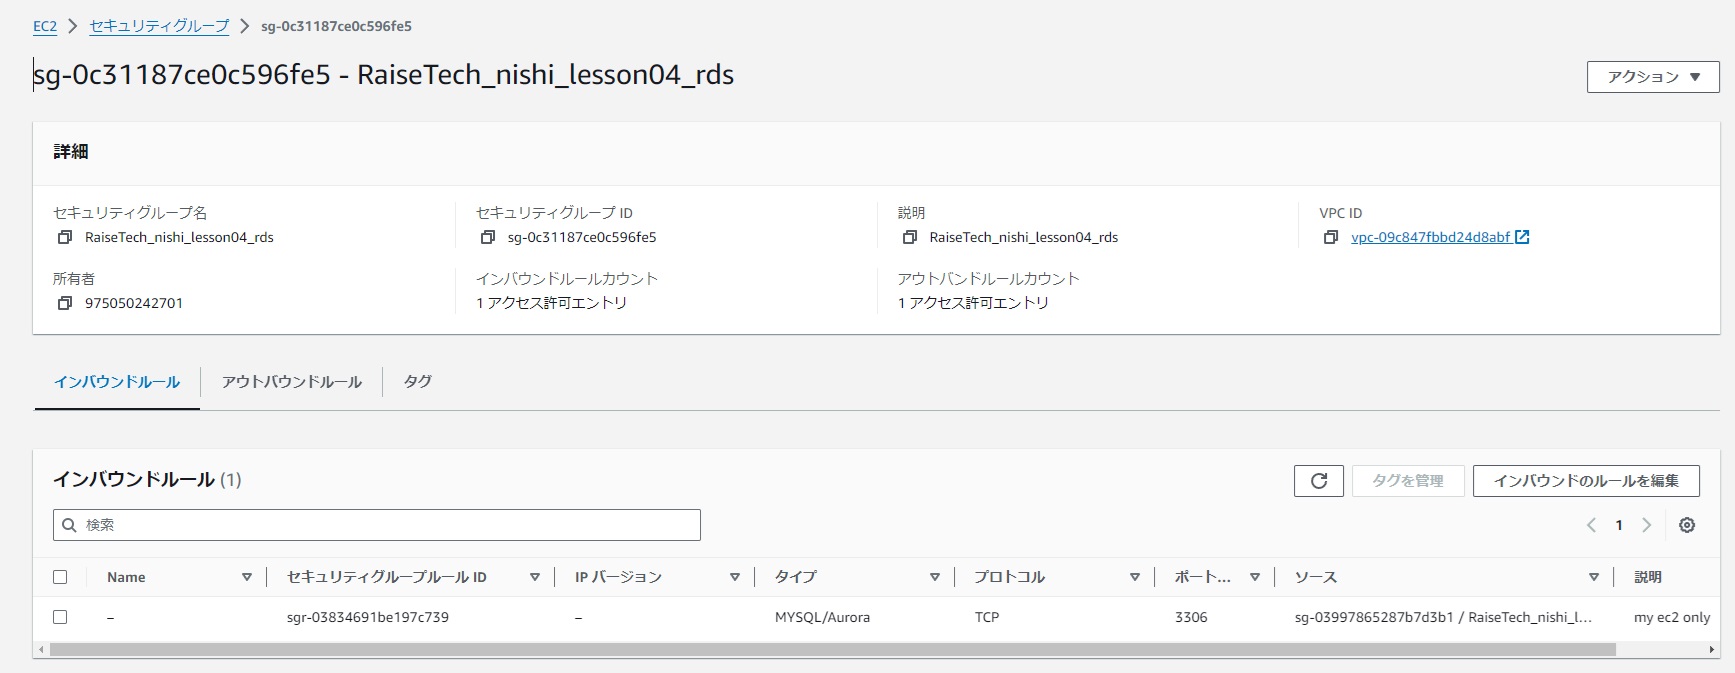 EC2 > セキュリティグループ > sg-0c31187ce0c596fe5
sg-0c31187ce0c596fe5 - RaiseTech_nishi_lesson04_rds
アクション ▼
詳細
セキュリティグループ名
RaiseTech_nishi_lesson04_rds
セキュリティグループ ID
sg-0c31187ce0c596fe5
説明
RaiseTech_nishi_lesson04_rds
VPC ID
vpc-09c847fbbd24d8abf
所有者
975050242701
インバウンドルールカウント
1 アクセス許可エントリ
アウトバンドルールカウント
1 アクセス許可エントリ
インバウンドルール アウトバウンドルール タグ
インバウンドルール (1)
タグを管理 インバウンドのルールを編集
検索
1
Name セキュリティグループルール ID IP バージョン タイプ プロトコル ポート... ソース 説明
– sgr-03834691be197c739 – MYSQL/Aurora TCP 3306 sg-03997865287b7d3b1 / RaiseTech_nishi_l... my ec2 only